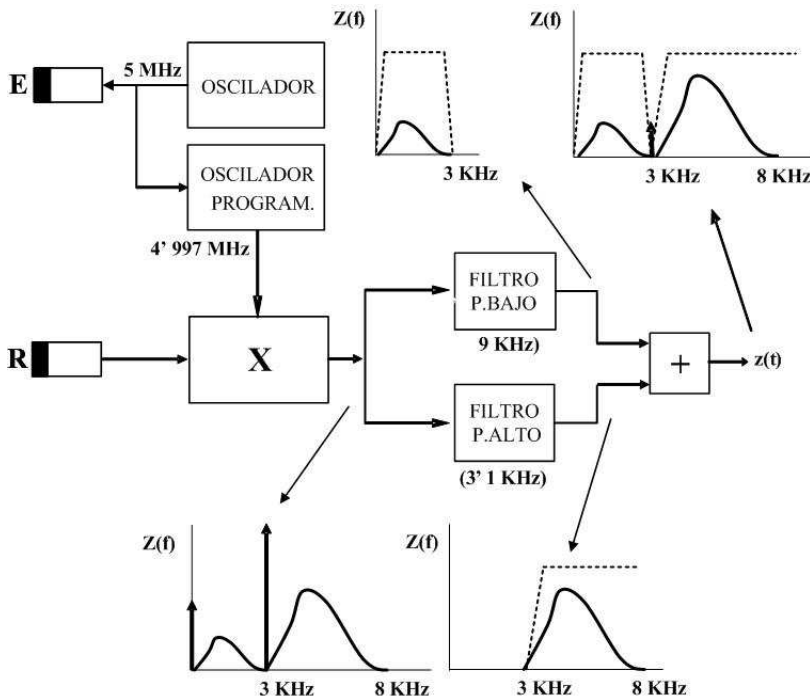 Z(f)
Z(f)
5 MHz
E
OSCILADOR
3 KHz
3 KHz
8 KHz
OSCILADOR
PROGRAM.
4' 997 MHz
FILTRO
P.BAJO
9 KHz)
R
X
+
z(t)
FILTRO
P.ALTO
(3' 1 KHz)
Z(f)
Z(f)
3 KHz
8 KHz
3 KHz
8 KHz